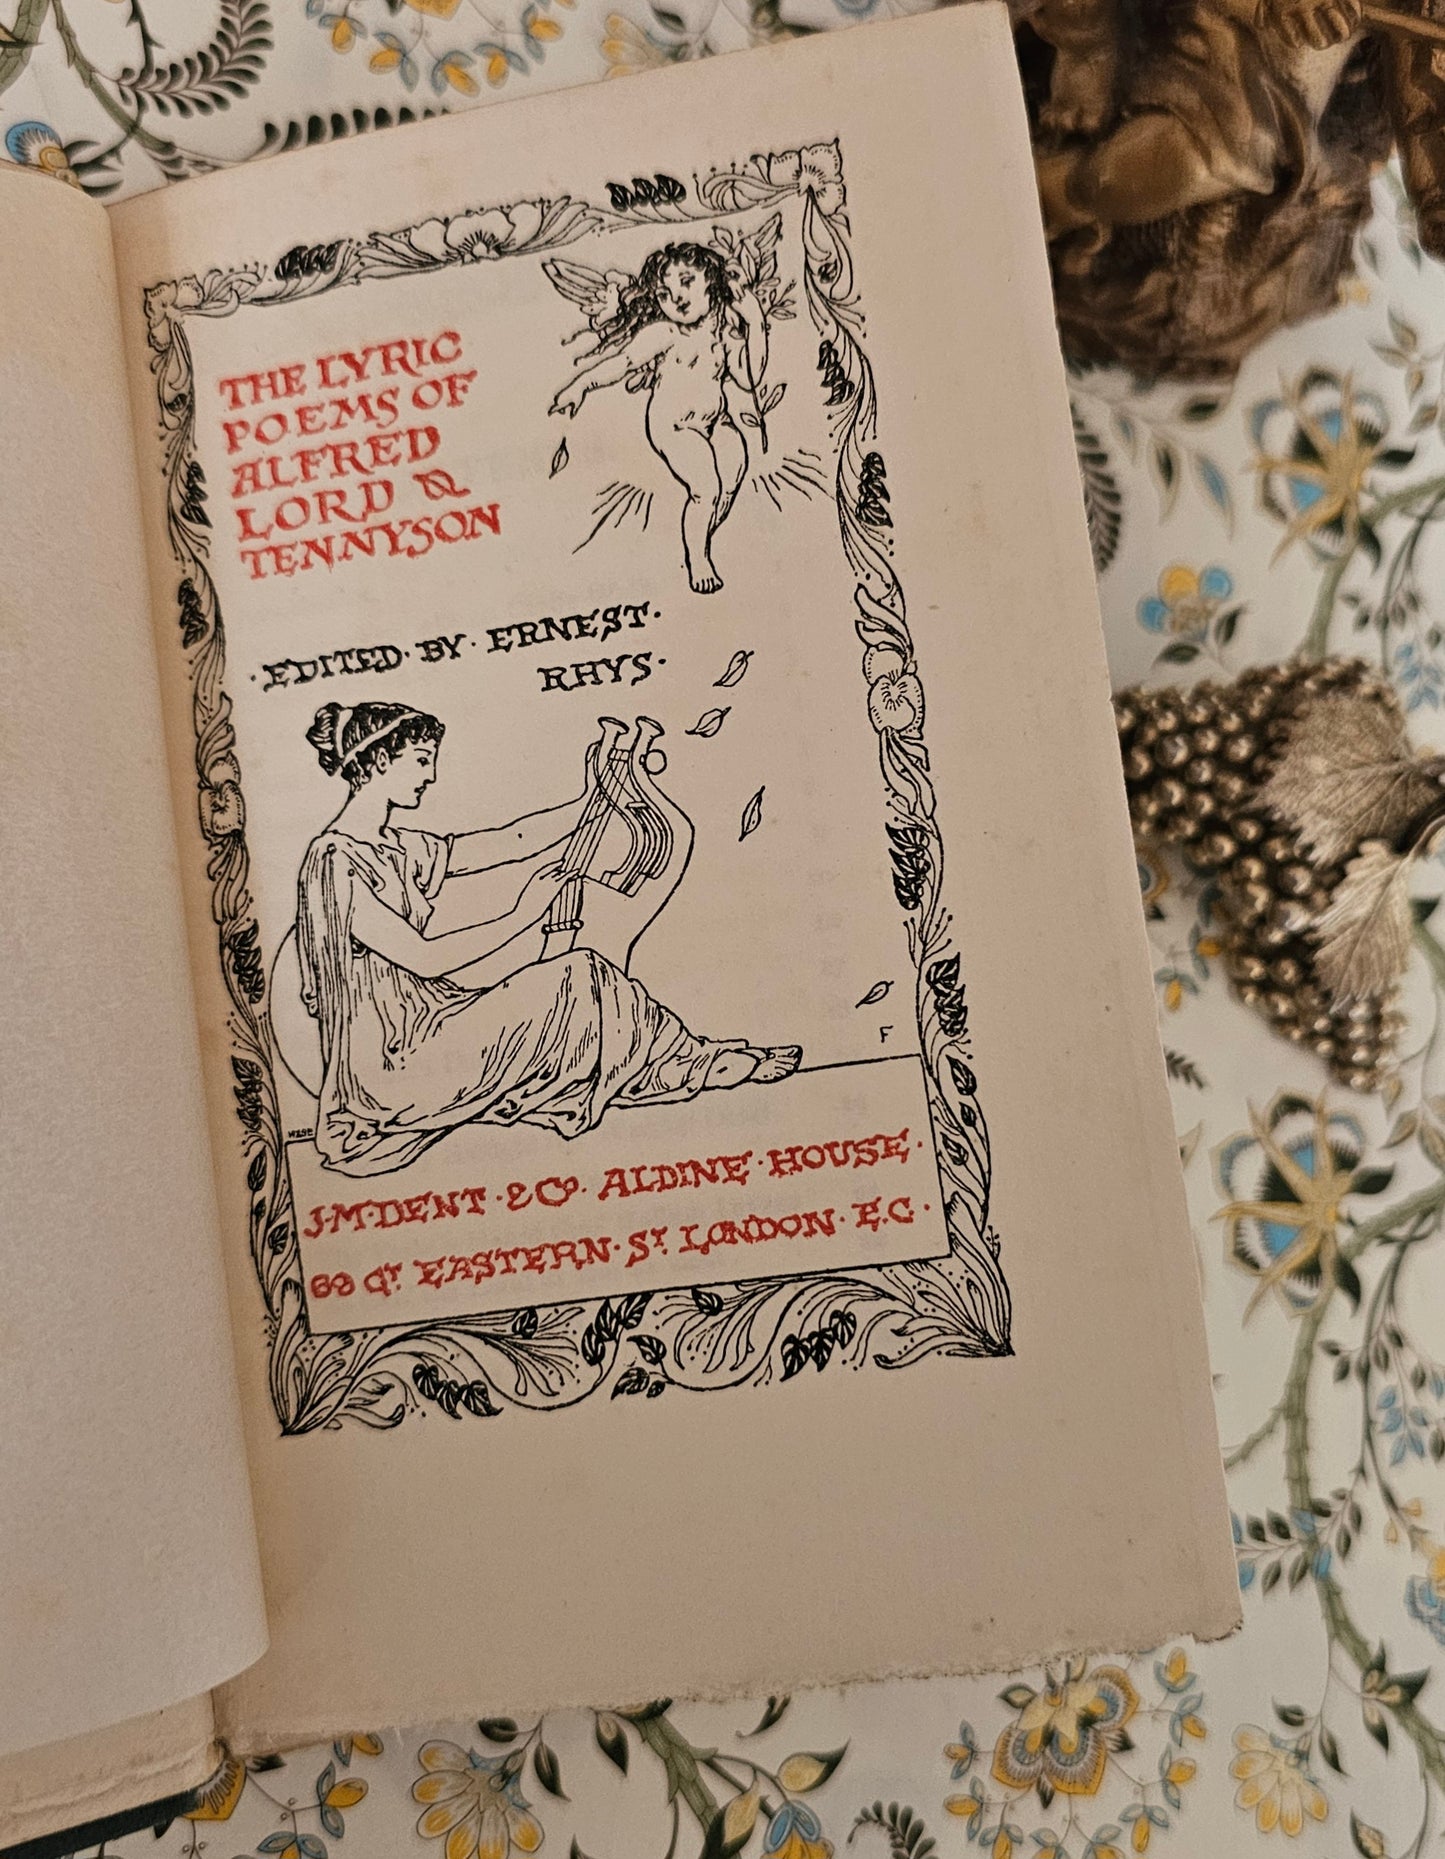 THE LYRIC
POEMS OF
ALFRED
LORD
TENNYSON
·EDITED·BY·ERNEST·
RHYS·
F
J·M·DENT·&Co·ALDINE·HOUSE·
69 Gt EASTERN·St LONDON·E.C·